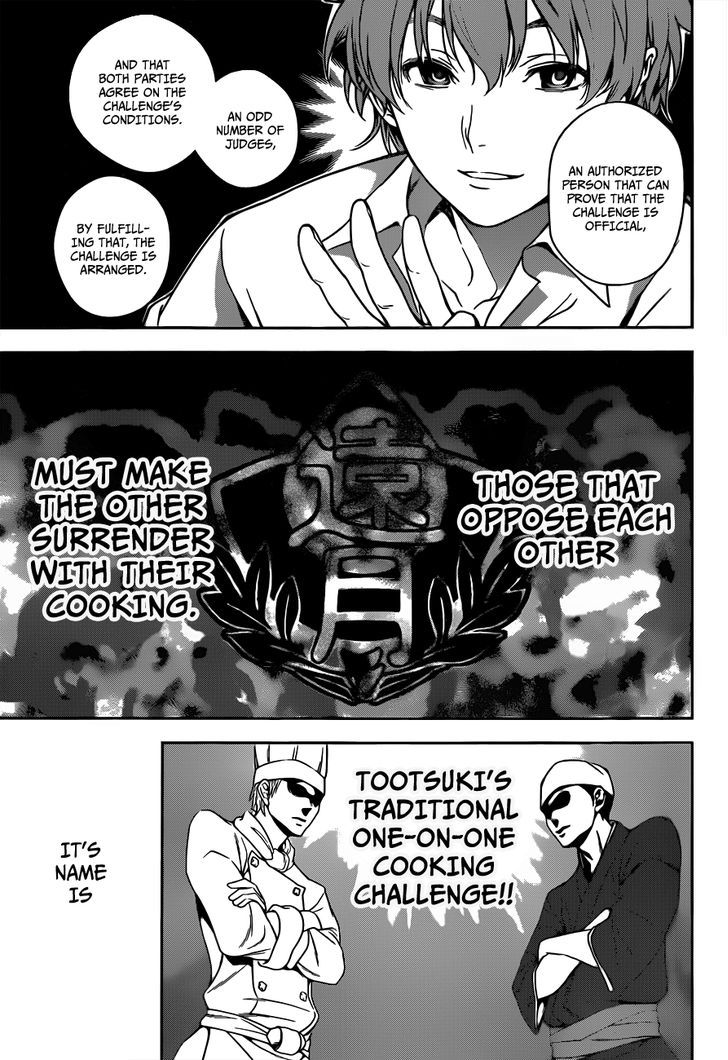 AN AUTHORIZED
PERSON THAT CAN
PROVE THAT THE
CHALLENGE IS
OFFICIAL,
AN ODD
NUMBER OF
JUDGES,
AND THAT
BOTH PARTIES
AGREE ON THE
CHALLENGE'S
CONDITIONS.
BY FULFILL-
ING THAT, THE
CHALLENGE IS
ARRANGED.
THOSE THAT
OPPOSE EACH
OTHER
遠
月
MUST MAKE
THE OTHER
SURRENDER
WITH THEIR
COOKING.
TOOTSUKI'S
TRADITIONAL
ONE-ON-ONE
COOKING
CHALLENGE!!
IT'S
NAME
IS